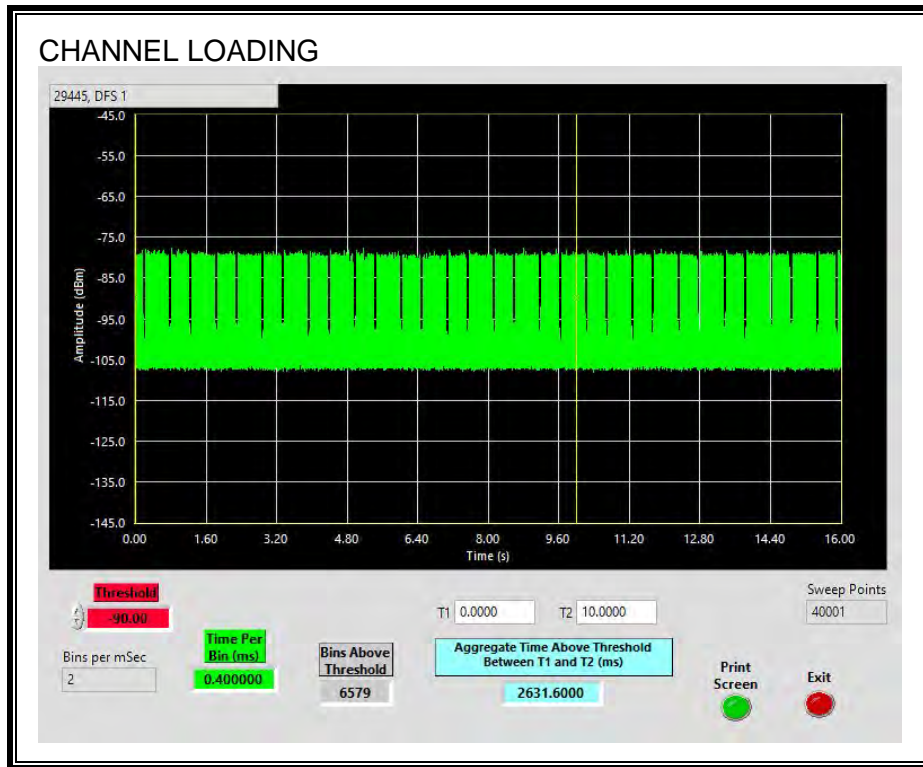 CHANNEL LOADING
29445, DFS 1
-45.0
-55.0
-65.0
-75.0
-85.0
-95.0
-105.0
-115.0
-125.0
-135.0
-145.0
Amplitude (dBm)
0.00 1.60 3.20 4.80 6.40 8.00 9.60 11.20 12.80 14.40 16.00
Time (s)
Threshold
-90.00
Bins per mSec
2
Time Per
Bin (ms)
0.400000
Bins Above
Threshold
6579
T1 0.0000 T2 10.0000
Aggregate Time Above Threshold
Between T1 and T2 (ms)
2631.6000
Sweep Points
40001
Print
Screen
Exit